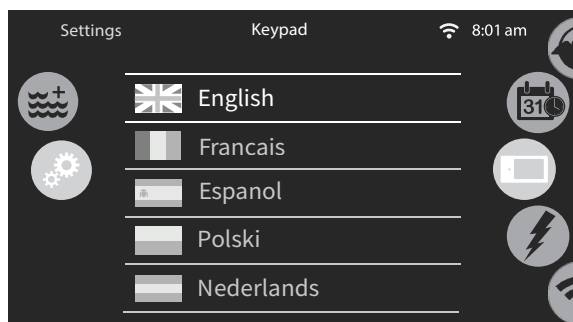 Settings Keypad 8:01 am
English
31
Francais
Espanol
Polski
Nederlands